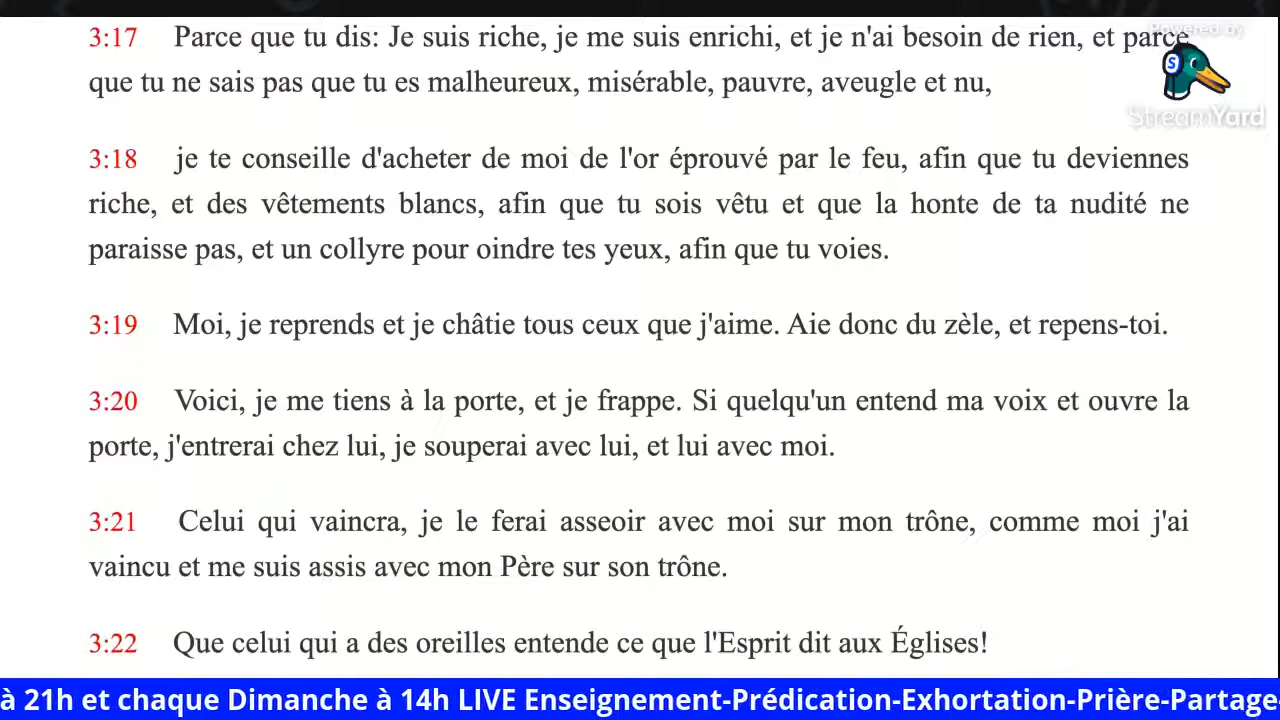 Powered by
3:17 Parce que tu dis: Je suis riche, je me suis enrichi, et je n'ai besoin de rien, et parce
que tu ne sais pas que tu es malheureux, misérable, pauvre, aveugle et nu,
S
StreamYard
3:18 je te conseille d'acheter de moi de l'or éprouvé par le feu, afin que tu deviennes
riche, et des vêtements blancs, afin que tu sois vêtu et que la honte de ta nudité ne
paraisse pas, et un collyre pour oindre tes yeux, afin que tu voies.
3:19 Moi, je reprends et je châtie tous ceux que j'aime. Aie donc du zèle, et repens-toi.
3:20 Voici, je me tiens à la porte, et je frappe. Si quelqu'un entend ma voix et ouvre la
porte, j'entrerai chez lui, je souperai avec lui, et lui avec moi.
3:21 Celui qui vaincra, je le ferai asseoir avec moi sur mon trône, comme moi j'ai
vaincu et me suis assis avec mon Père sur son trône.
3:22 Que celui qui a des oreilles entende ce que l'Esprit dit aux Églises!
à 21h et chaque Dimanche à 14h LIVE Enseignement-Prédication-Exhortation-Prière-Partage